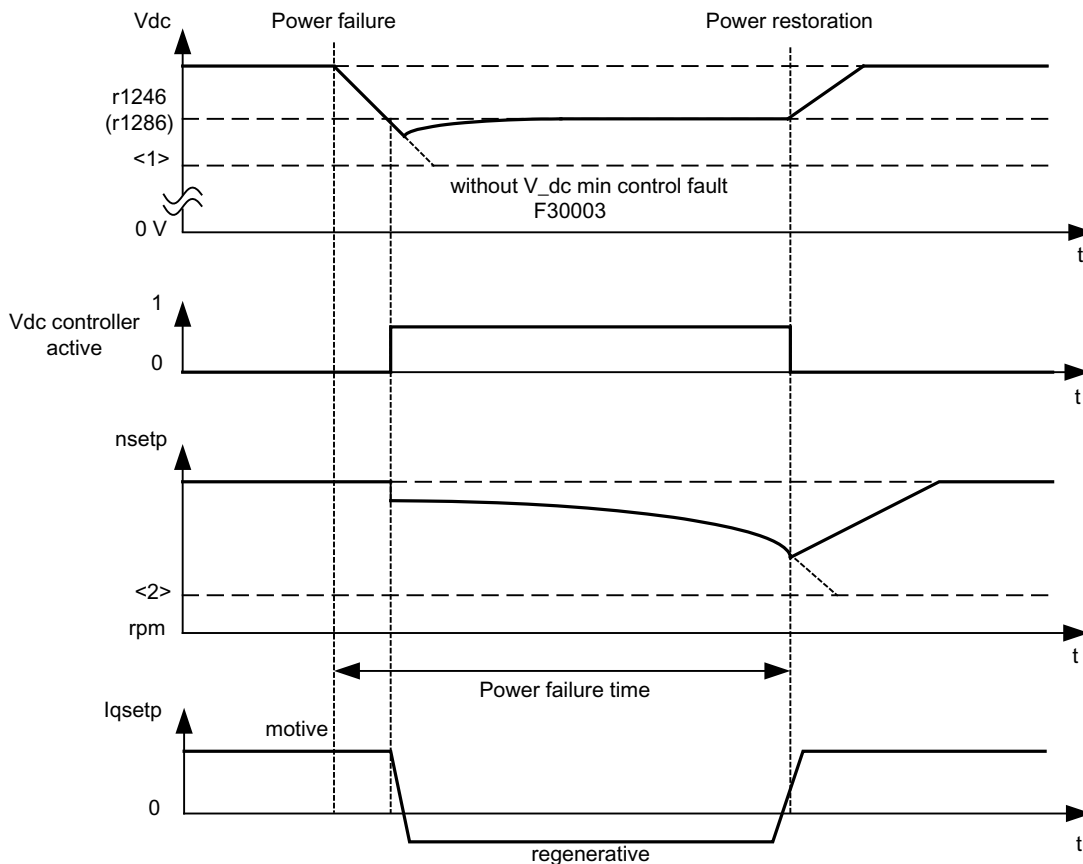 Vdc
Power failure
Power restoration
r1246
(r1286)
<1>
without V_dc min control fault
F30003
0 V
t
1
Vdc controller
active
0
t
nsetp
<2>
rpm
t
Power failure time
Iqsetp
motive
0
t
regenerative